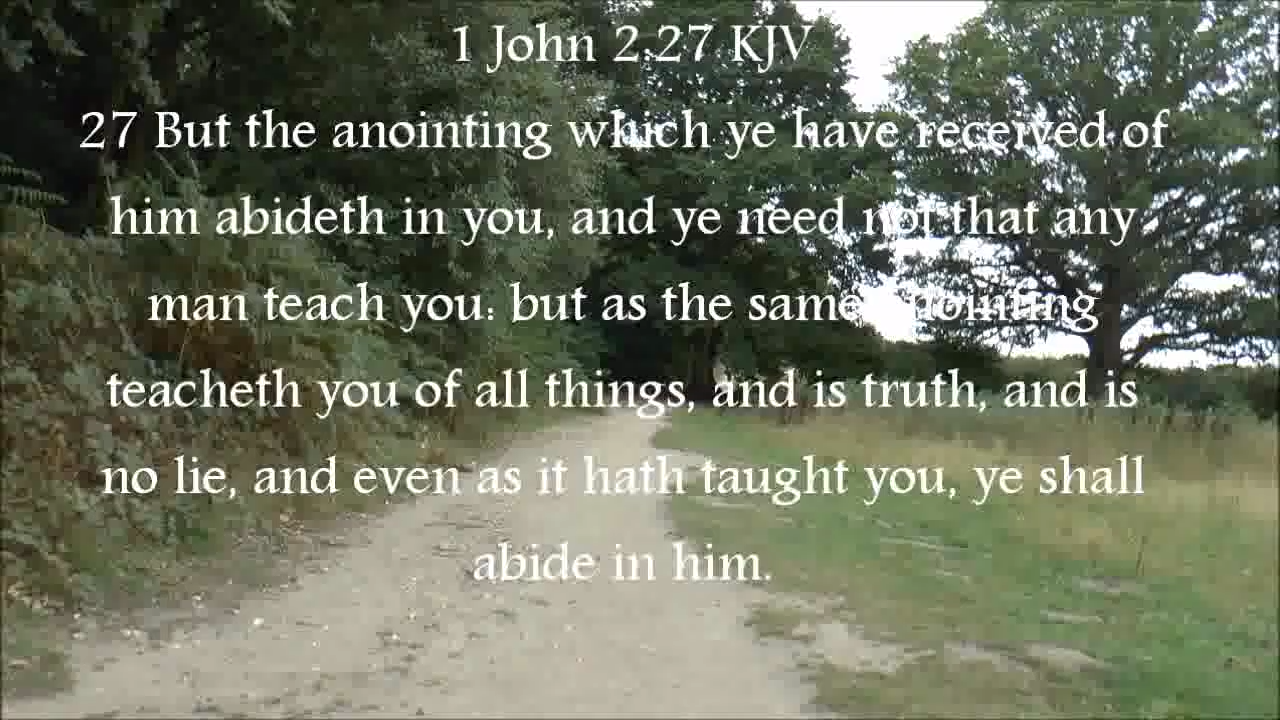 1 John 2:27 KJV
27 But the anointing which ye have received of
him abideth in you, and ye need not that any
man teach you: but as the same anointing
teacheth you of all things, and is truth, and is
no lie, and even as it hath taught you, ye shall
abide in him.